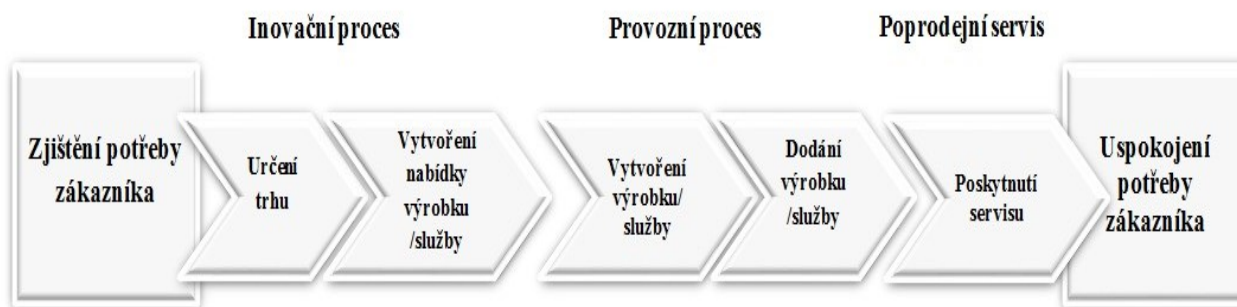 Inovační proces
Provozní proces
Poprodejní servis
Zjištění potřeby
zákazníka
Určení
trhu
Vytvoření
nabídky
výrobku
/služby
Vytvoření
výrobku/
služby
Dodání
výrobku
/služby
Poskytnutí
servisu
Uspokojení
potřeby
zákazníka